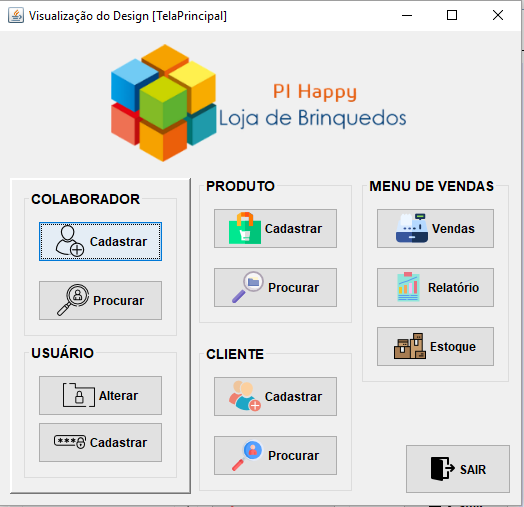 Visualização do Design [TelaPrincipal]
PI Happy
Loja de Brinquedos
COLABORADOR
Cadastrar
Procurar
USUÁRIO
Alterar
Cadastrar
PRODUTO
Cadastrar
Procurar
CLIENTE
Cadastrar
Procurar
MENU DE VENDAS
Vendas
Relatório
Estoque
SAIR